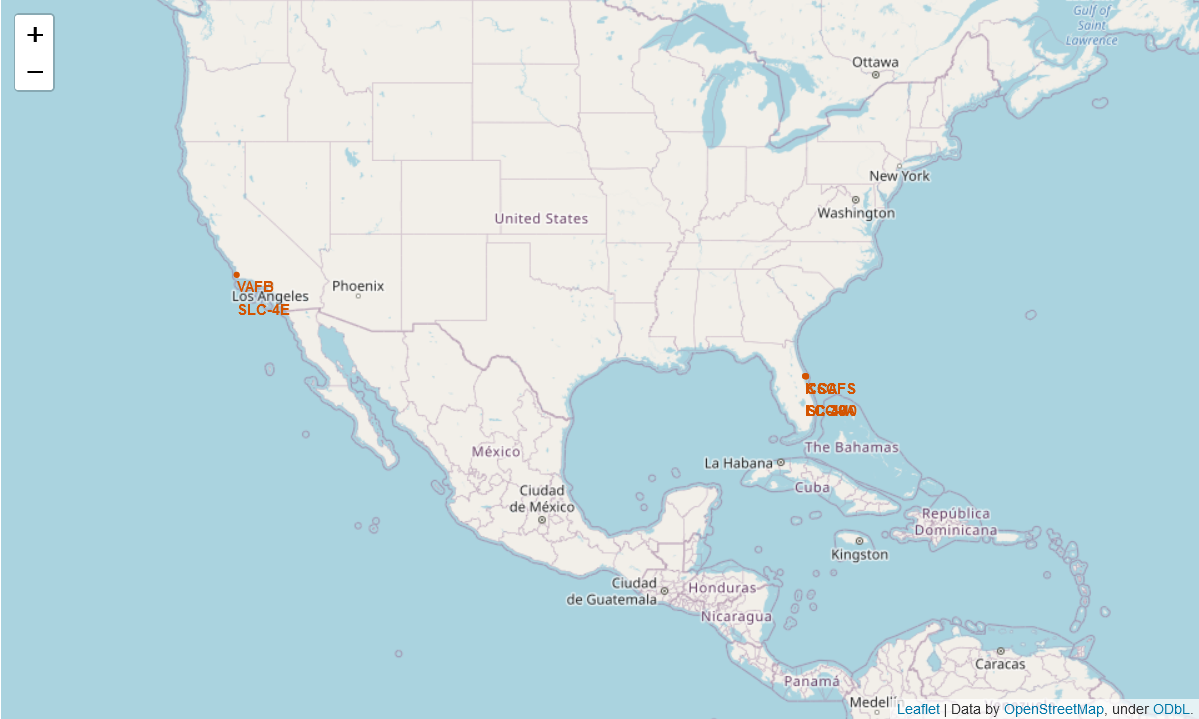 +
−
Gulf of
Saint
Lawrence
Ottawa
New York
Washington
United States
VAFB
Los Angeles
SLC-4E
Phoenix
The Bahamas
La Habana
México
Cuba
Ciudad
de México
República
Dominicana
Kingston
Ciudad
de Guatemala
Honduras
Nicaragua
Caracas
Panamá
Leaflet | Data by OpenStreetMap, under ODbL.